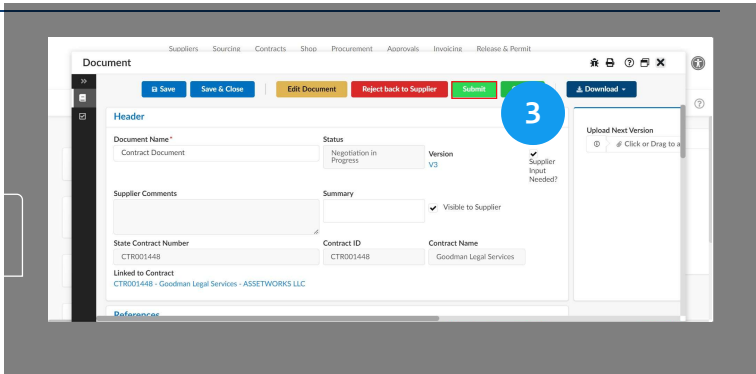 Suppliers Sourcing Contracts Shop Procurement Approvals Invoicing Release & Permit
Document
Save Save & Close Edit Document Reject back to Supplier Submit Download
3
Header
Upload Next Version
Click or Drag to a
Document Name* Status
Contract Document Negotiation in Progress Version
V3 Supplier Input Needed?
Supplier Comments Summary
Visible to Supplier
State Contract Number Contract ID Contract Name
CTR001448 CTR001448 Goodman Legal Services
Linked to Contract
CTR001448 - Goodman Legal Services - ASSETWORKS LLC
References